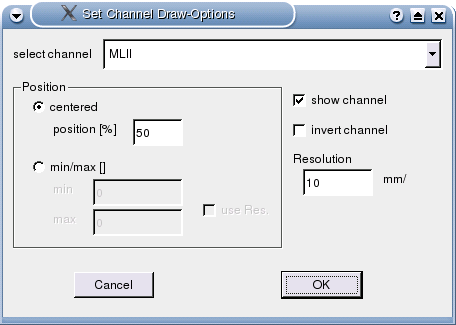 Set Channel Draw-Options
select channel MLII
Position
centered
position [%] 50
show channel
invert channel
min/max []
min 0
max 0
use Res.
Resolution
10 mm/
Cancel OK